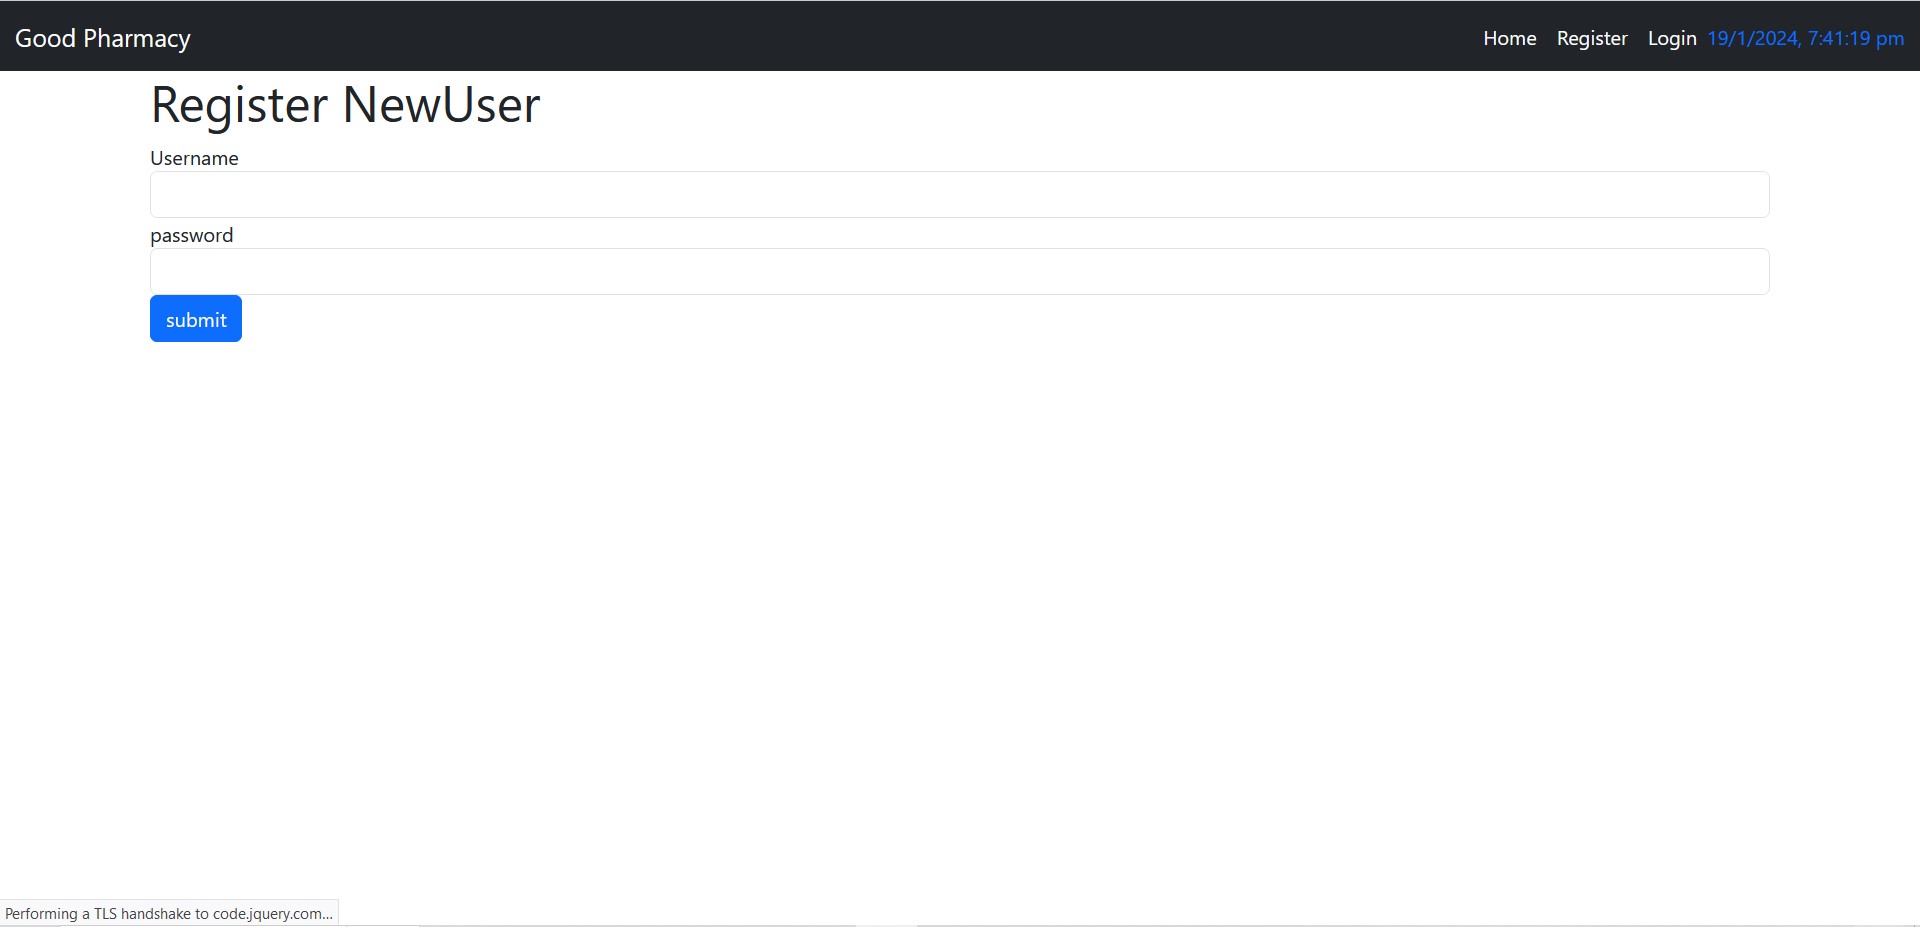 Good Pharmacy
Home Register Login 19/1/2024, 7:41:19 pm
Register NewUser
Username
password
submit
Performing a TLS handshake to code.jquery.com...